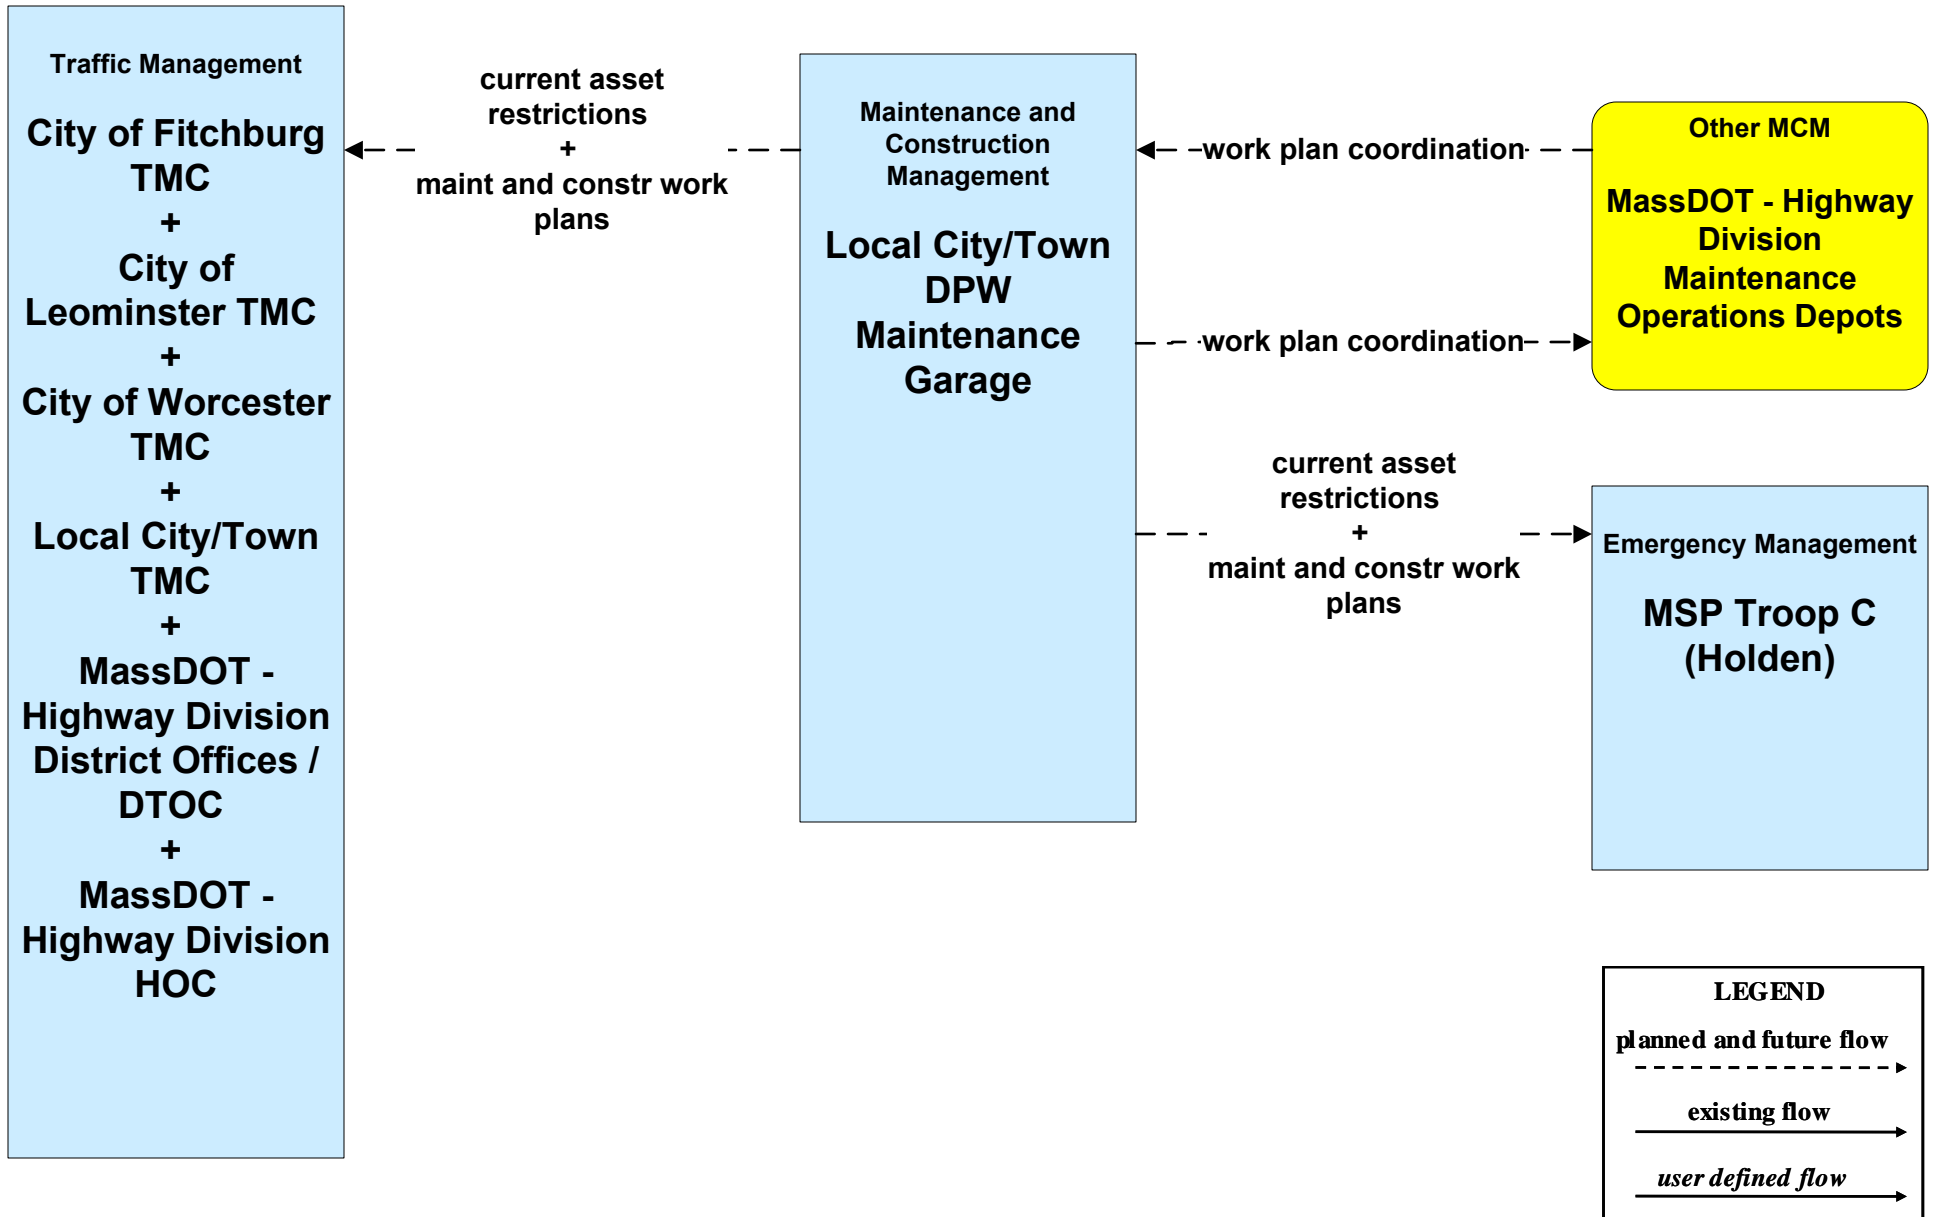 Traffic Management
City of Fitchburg
TMC
+
City of
Leominster TMC
+
City of Worcester
TMC
+
Local City/Town
TMC
+
MassDOT -
Highway Division
District Offices /
DTOC
+
MassDOT -
Highway Division
HOC
current asset
restrictions
+
maint and constr work
plans
Maintenance and
Construction
Management
Local City/Town
DPW
Maintenance
Garage
work plan coordination
work plan coordination
current asset
restrictions
+
maint and constr work
plans
Other MCM
MassDOT - Highway
Division
Maintenance
Operations Depots
Emergency Management
MSP Troop C
(Holden)
LEGEND
planned and future flow
existing flow
user defined flow